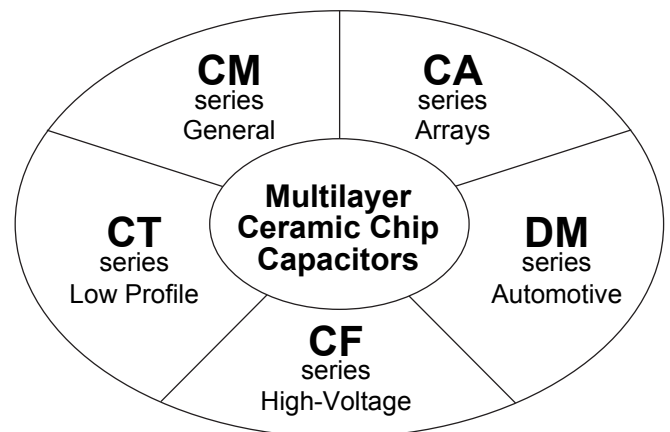 CM
series
General
CA
series
Arrays
Multilayer
Ceramic Chip
Capacitors
CT
series
Low Profile
DM
series
Automotive
CF
series
High-Voltage